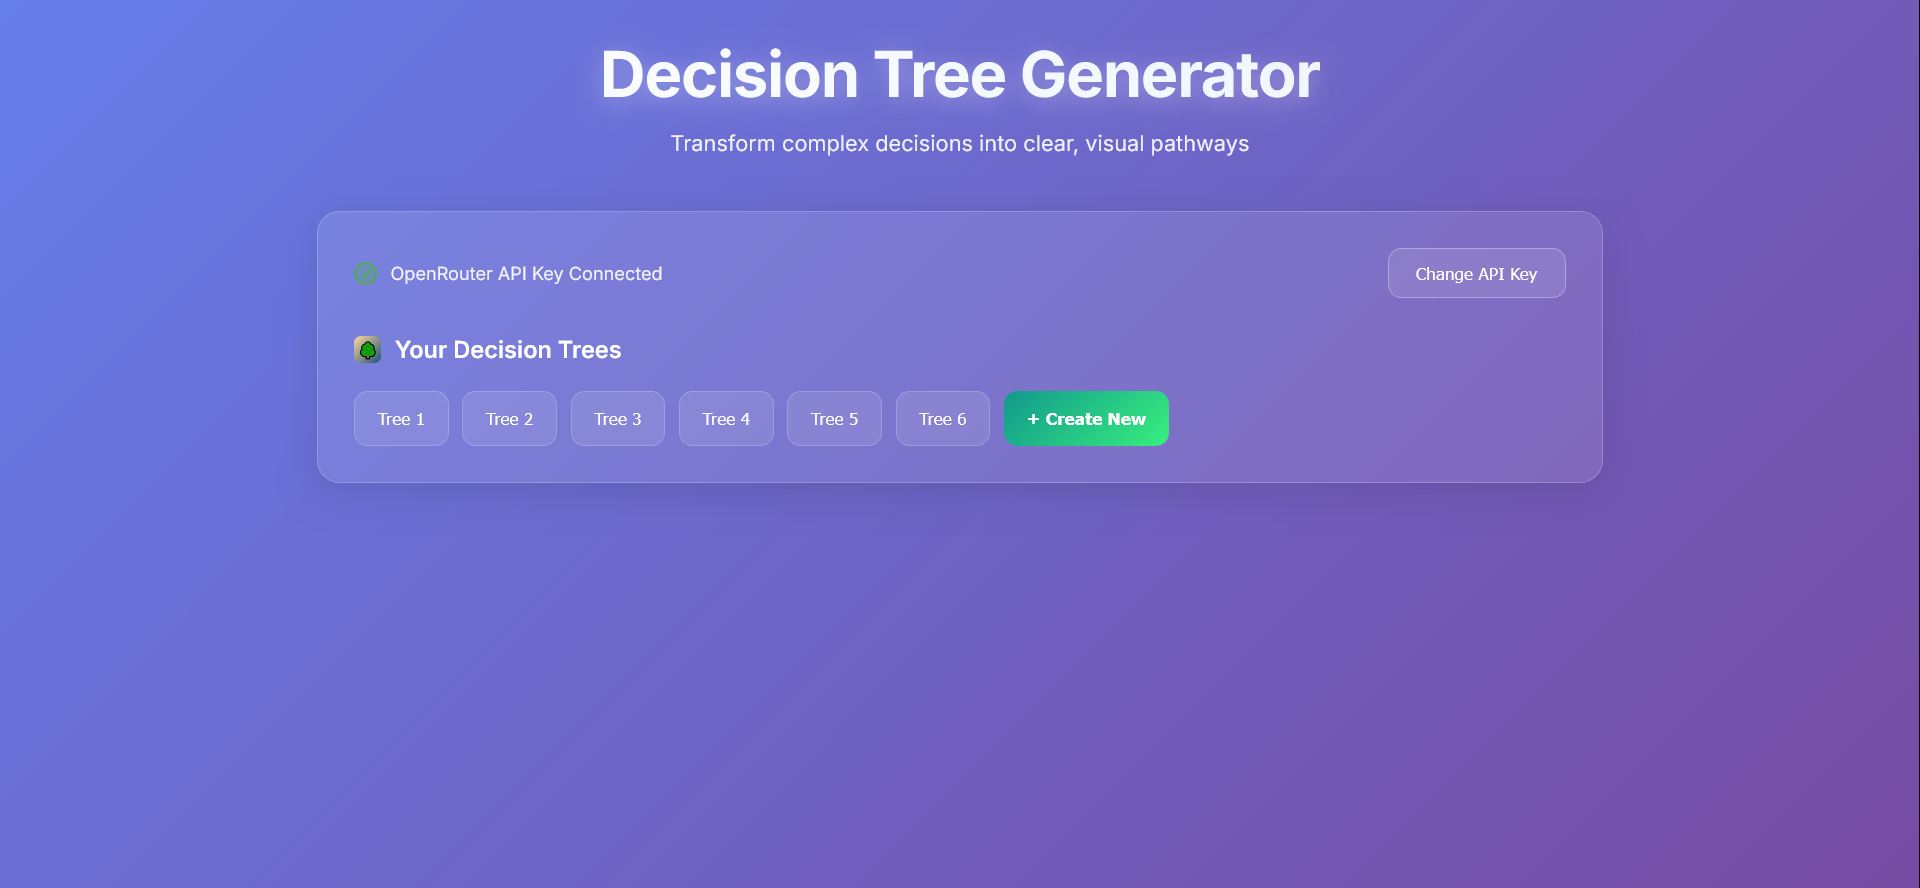 Decision Tree Generator
Transform complex decisions into clear, visual pathways
OpenRouter API Key Connected
Change API Key
Your Decision Trees
Tree 1
Tree 2
Tree 3
Tree 4
Tree 5
Tree 6
+ Create New